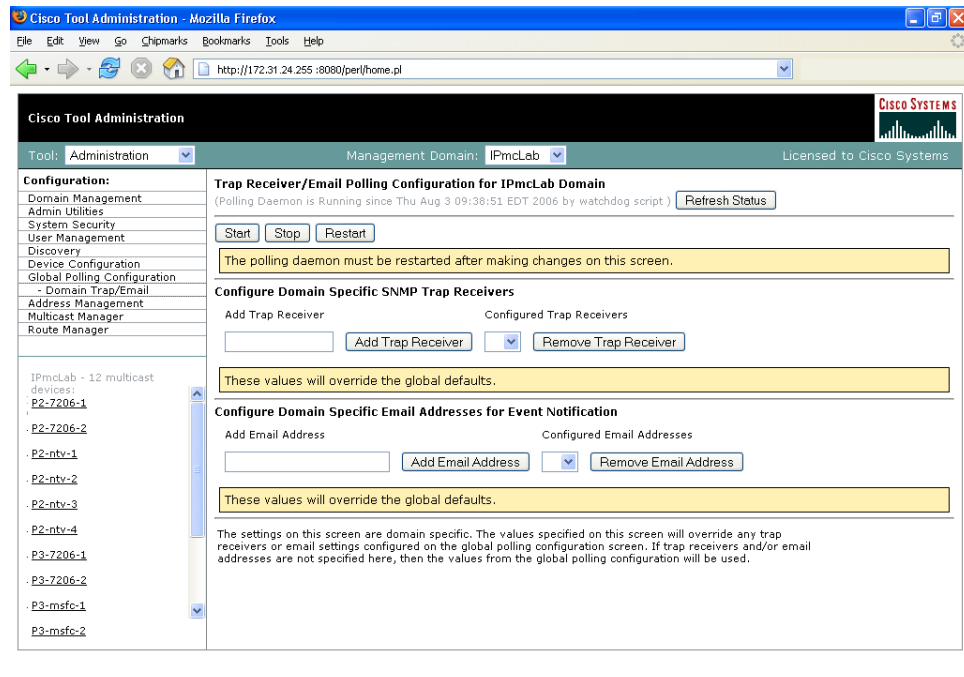 Cisco Tool Administration - Mozilla Firefox
File Edit View Go Chipmarks Bookmarks Tools Help
http://172.31.24.255 :8080/perl/home.pl
Cisco Tool Administration
CISCO SYSTEMS
Tool: Administration Management Domain: IPmcLab Licensed to Cisco Systems
Configuration:
Domain Management
Admin Utilities
System Security
User Management
Discovery
Device Configuration
Global Polling Configuration
- Domain Trap/Email
Address Management
Multicast Manager
Route Manager
IPmcLab - 12 multicast
devices:
P2-7206-1
. P2-7206-2
. P2-ntv-1
. P2-ntv-2
. P2-ntv-3
. P2-ntv-4
. P3-7206-1
. P3-7206-2
. P3-msfc-1
P3-msfc-2
Trap Receiver/Email Polling Configuration for IPmcLab Domain
(Polling Daemon is Running since Thu Aug 3 09:38:51 EDT 2006 by watchdog script ) Refresh Status
Start Stop Restart
The polling daemon must be restarted after making changes on this screen.
Configure Domain Specific SNMP Trap Receivers
Add Trap Receiver Configured Trap Receivers
Add Trap Receiver Remove Trap Receiver
These values will override the global defaults.
Configure Domain Specific Email Addresses for Event Notification
Add Email Address Configured Email Addresses
Add Email Address Remove Email Address
These values will override the global defaults.
The settings on this screen are domain specific. The values specified on this screen will override any trap
receivers or email settings configured on the global polling configuration screen. If trap receivers and/or email
addresses are not specified here, then the values from the global polling configuration will be used.